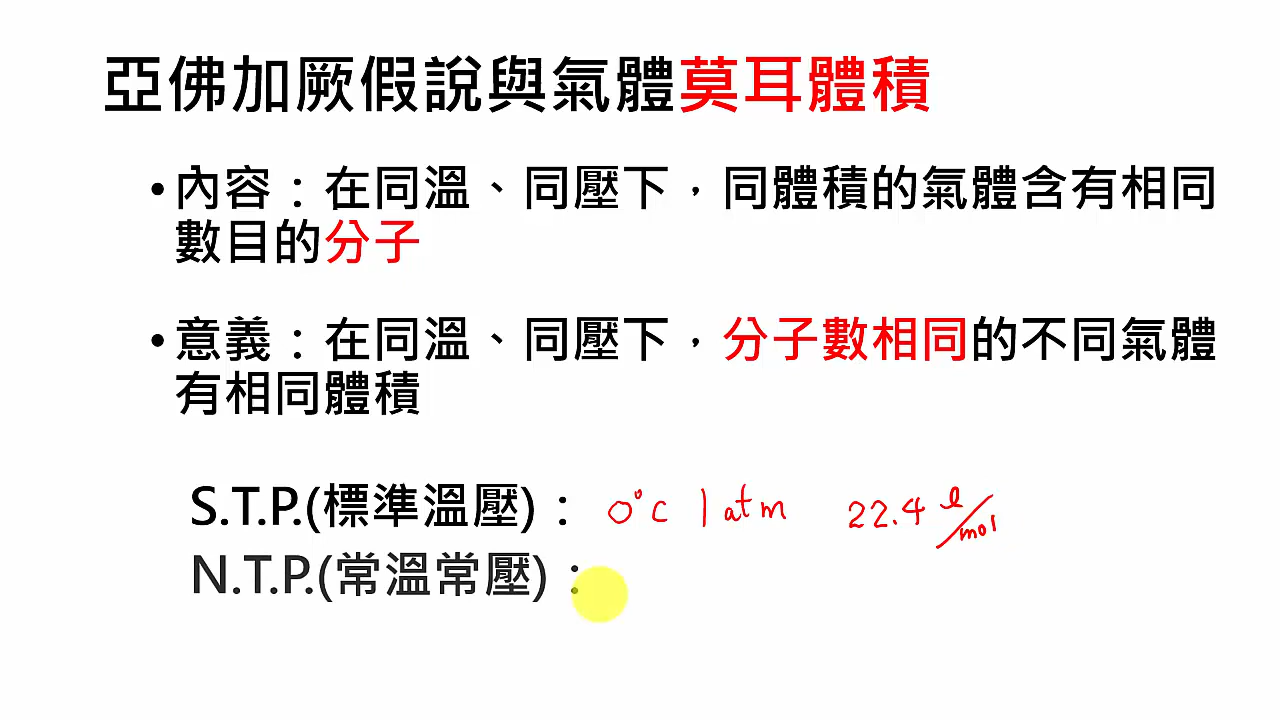 亞佛加厥假說與氣體莫耳體積
•內容：在同溫、同壓下，同體積的氣體含有相同
數目的分子
•意義：在同溫、同壓下，分子數相同的不同氣體
有相同體積
S.T.P.(標準溫壓)： 0°C 1 atm 22.4 l/mol
N.T.P.(常溫常壓)：